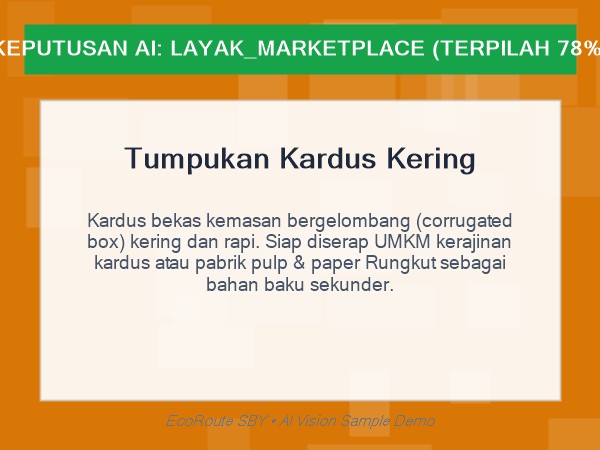 KEPUTUSAN AI: LAYAK_MARKETPLACE (TERPILAH 78%
Tumpukan Kardus Kering
Kardus bekas kemasan bergelombang (corrugated
box) kering dan rapi. Siap diserap UMKM kerajinan
kardus atau pabrik pulp & paper Rungkut sebagai
bahan baku sekunder.
EcoRoute SBY • AI Vision Sample Demo